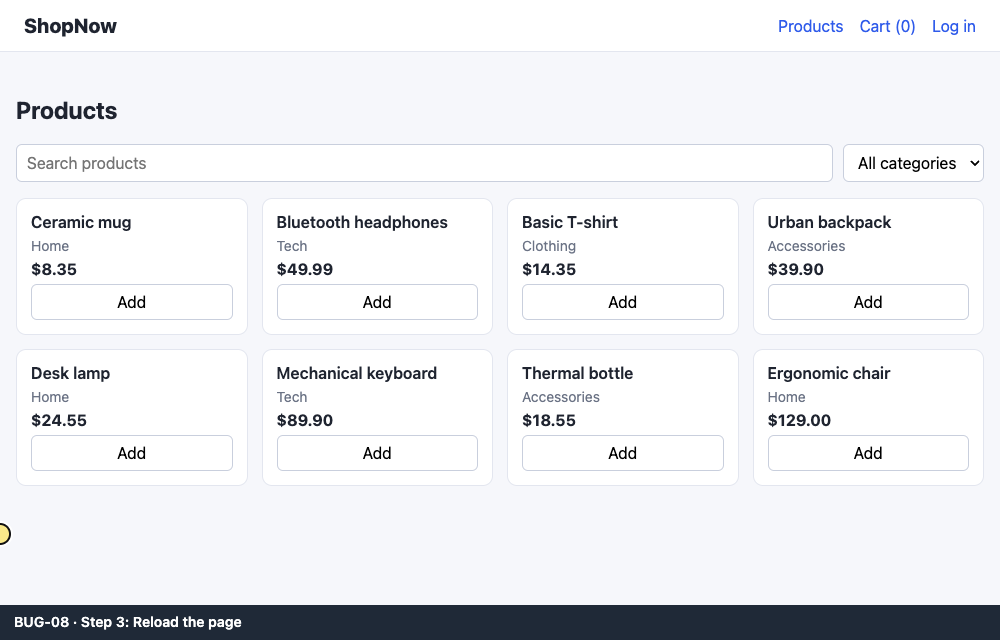 ShopNow
Products Cart (0) Log in
Products
Search products All categories
Ceramic mug
Home
$8.35
Add
Bluetooth headphones
Tech
$49.99
Add
Basic T-shirt
Clothing
$14.35
Add
Urban backpack
Accessories
$39.90
Add
Desk lamp
Home
$24.55
Add
Mechanical keyboard
Tech
$89.90
Add
Thermal bottle
Accessories
$18.55
Add
Ergonomic chair
Home
$129.00
Add
BUG-08 · Step 3: Reload the page